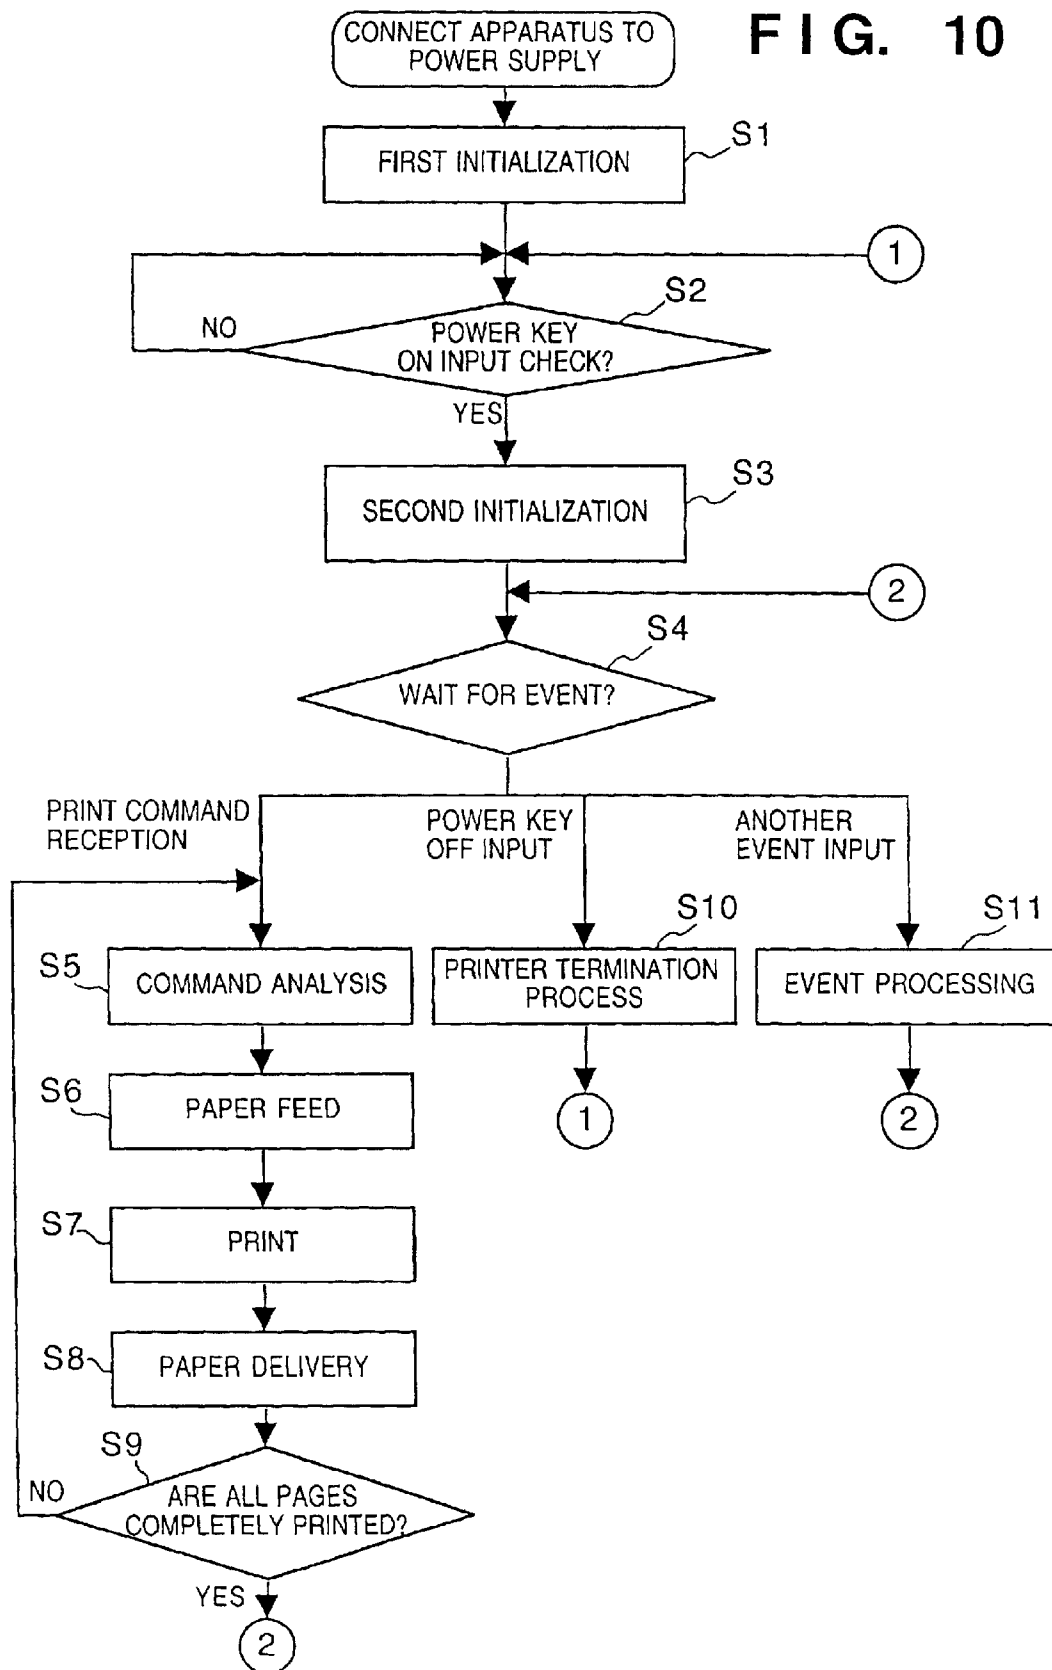 FIG. 10
CONNECT APPARATUS TO
POWER SUPPLY
S1
FIRST INITIALIZATION
1
S2
NO
POWER KEY
ON INPUT CHECK?
YES
S3
SECOND INITIALIZATION
2
S4
WAIT FOR EVENT?
PRINT COMMAND
RECEPTION
POWER KEY
OFF INPUT
ANOTHER
EVENT INPUT
S5
COMMAND ANALYSIS
S10
PRINTER TERMINATION
PROCESS
S11
EVENT PROCESSING
S6
PAPER FEED
1
2
S7
PRINT
S8
PAPER DELIVERY
S9
NO
ARE ALL PAGES
COMPLETELY PRINTED?
YES
2